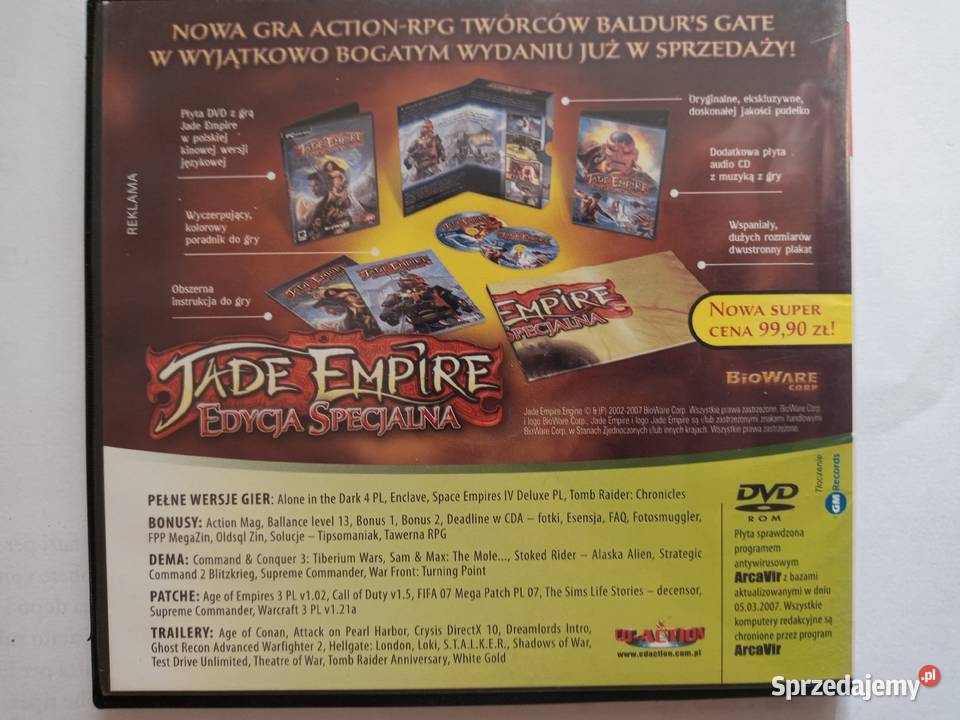 NOWA GRA ACTION-RPG TWÓRCÓW BALDUR'S GATE
W WYJĄTKOWO BOGATYM WYDANIU JUŻ W SPRZEDAŻY!
Płyta DVD z grą
Jade Empire
w polskiej
kinowej wersji
językowej
Oryginalne, ekskluzywne,
doskonałej jakości pudełko
Dodatkowa płyta
audio CD
z muzyką z gry
REKLAMA
JADE EMPIRE
JADE EMPIRE
Wyczerpujący,
kolorowy
poradnik do gry
Wspaniały,
dużych rozmiarów
dwustronny plakat
Obszerna
instrukcja do gry
JADE EMPIRE
EMPIRE
SPECJALNA
NOWA SUPER
CENA 99,90 ZŁ!
JADE EMPIRE
EDYCJA SPECJALNA
BIOWARE
CORP
Jade Empire Engine © & (P) 2002-2007 BioWare Corp. Wszystkie prawa zastrzeżone. BioWare Corp.
i logo BioWare Corp., Jade Empire i logo Jade Empire są i/lub zastrzeżonymi znakami handlowymi
BioWare Corp. w Stanach Zjednoczonych i/lub innych krajach. Wszystkie prawa zastrzeżone.
PEŁNE WERSJE GIER: Alone in the Dark 4 PL, Enclave, Space Empires IV Deluxe PL, Tomb Raider: Chronicles
BONUSY: Action Mag, Ballance level 13, Bonus 1, Bonus 2, Deadline w CDA – fotki, Esensja, FAQ, Fotosmuggler,
FPP MegaZin, Oldsql Zin, Solucje – Tipsomaniak, Tawerna RPG
DEMA: Command & Conquer 3: Tiberium Wars, Sam & Max: The Mole..., Stoked Rider – Alaska Alien, Strategic
Command 2 Blitzkrieg, Supreme Commander, War Front: Turning Point
PATCHE: Age of Empires 3 PL v1.02, Call of Duty v1.5, FIFA 07 Mega Patch PL 07, The Sims Life Stories – decensor,
Supreme Commander, Warcraft 3 PL v1.21a
TRAILERY: Age of Conan, Attack on Pearl Harbor, Crysis DirectX 10, Dreamlords Intro,
Ghost Recon Advanced Warfighter 2, Hellgate: London, Loki, S.T.A.L.K.E.R., Shadows of War,
Test Drive Unlimited, Theatre of War, Tomb Raider Anniversary, White Gold
CD-ACTION
www.cdaction.com.pl
DVD
ROM
Tłoczenie
GM Records
Płyta sprawdzona
programem
antywirusowym
ArcaVir z bazami
aktualizowanymi w dniu
05.03.2007. Wszystkie
komputery redakcyjne są
chronione przez program
ArcaVir
Sprzedajemy.pl